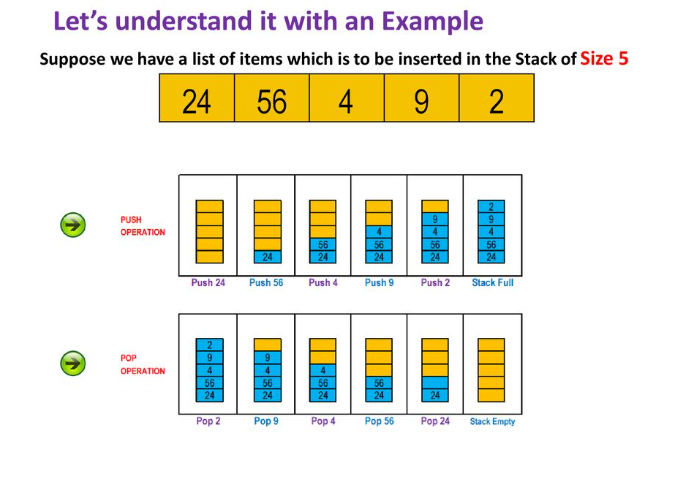 Let's understand it with an Example
Suppose we have a list of items which is to be inserted in the Stack of Size 5
24 56 4 9 2
PUSH
OPERATION
2
9 9
4 4 4
56 56 56 56
24 24 24 24 24
Push 24 Push 56 Push 4 Push 9 Push 2 Stack Full
POP
OPERATION
2
9 9
4 4 4
56 56 56 56
24 24 24 24 24
Pop 2 Pop 9 Pop 4 Pop 56 Pop 24 Stack Empty